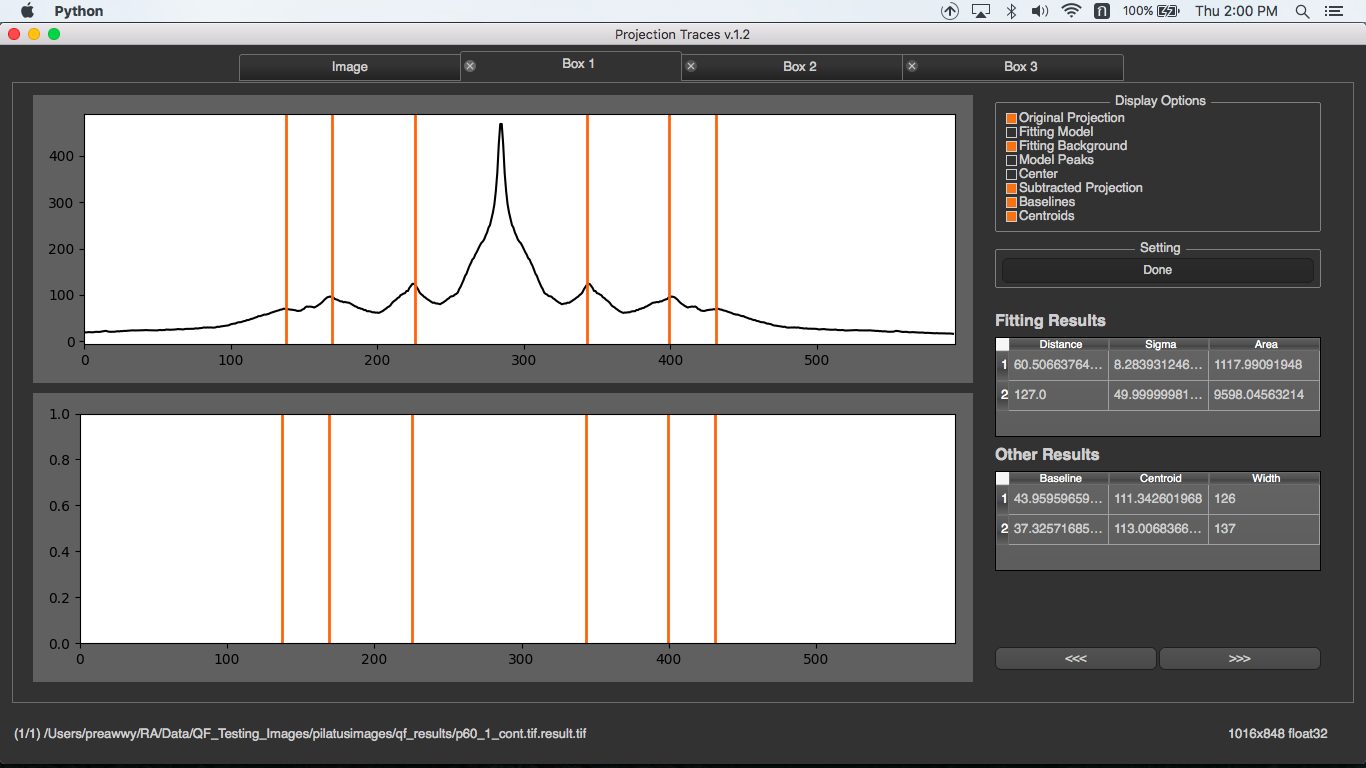 Python 100% Thu 2:00 PM
Projection Traces v.1.2
Image Box 1 Box 2 Box 3
400
300
200
100
0
0 100 200 300 400 500
1.0
0.8
0.6
0.4
0.2
0.0
0 100 200 300 400 500
Display Options
Original Projection
Fitting Model
Fitting Background
Model Peaks
Center
Subtracted Projection
Baselines
Centroids
Setting
Done
Fitting Results
Distance Sigma Area
1 60.50663764... 8.283931246... 1117.99091948
2 127.0 49.99999981... 9598.04563214
Other Results
Baseline Centroid Width
1 43.95959659... 111.342601968 126
2 37.32571685... 113.0068366... 137
<<< >>>
(1/1) /Users/preawwy/RA/Data/QF_Testing_Images/pilatusimages/qf_results/p60_1_cont.tif.result.tif 1016x848 float32